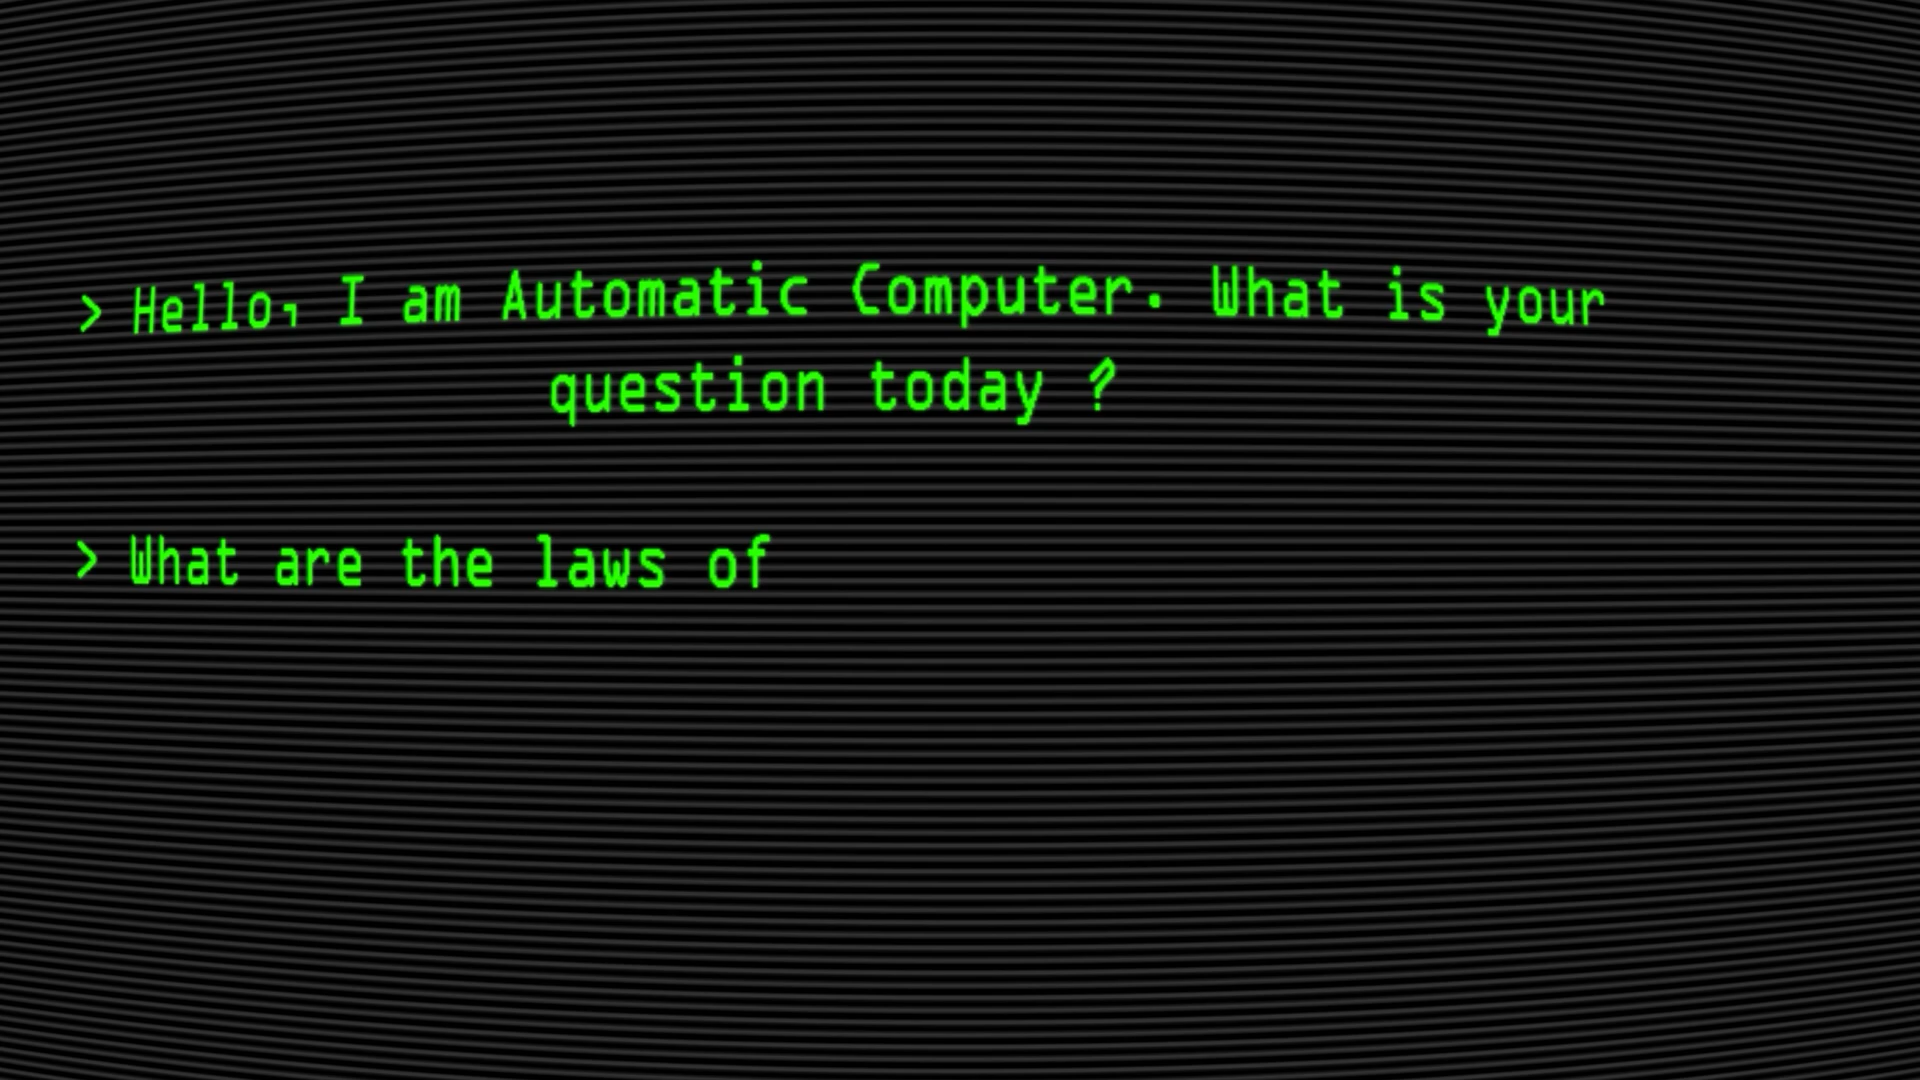 > Hello, I am Automatic Computer. What is your
question today ?
> What are the laws of